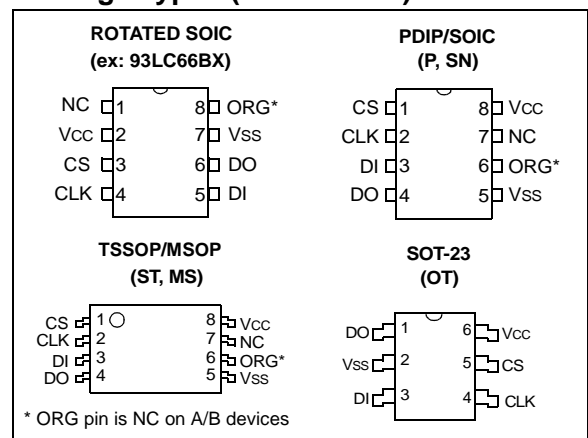 ROTATED SOIC
(ex: 93LC66BX)
NC 1 8 ORG*
VCC 2 7 VSS
CS 3 6 DO
CLK 4 5 DI
PDIP/SOIC
(P, SN)
CS 1 8 VCC
CLK 2 7 NC
DI 3 6 ORG*
DO 4 5 VSS
TSSOP/MSOP
(ST, MS)
CS 1 8 VCC
CLK 2 7 NC
DI 3 6 ORG*
DO 4 5 VSS
SOT-23
(OT)
DO 1 6 VCC
VSS 2 5 CS
DI 3 4 CLK
* ORG pin is NC on A/B devices